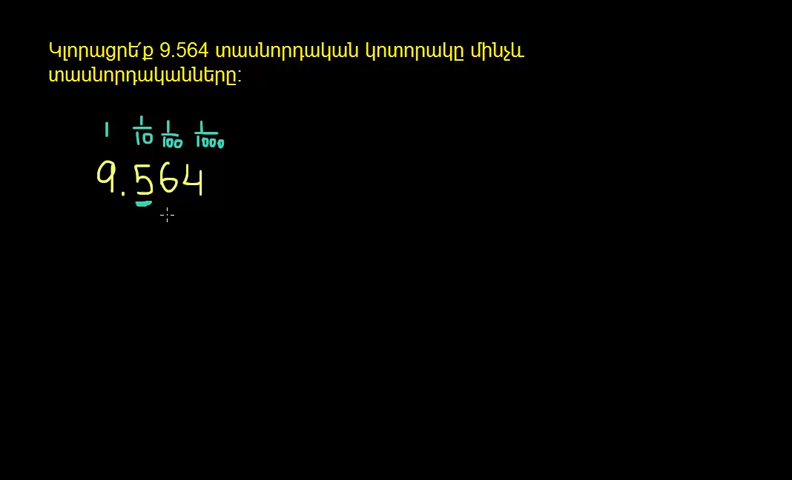 Կլորացրե՛ք 9.564 տասնորդական կոտորակը մինչև
տասնորդականները:
1 1/10 1/100 1/1000
9.564